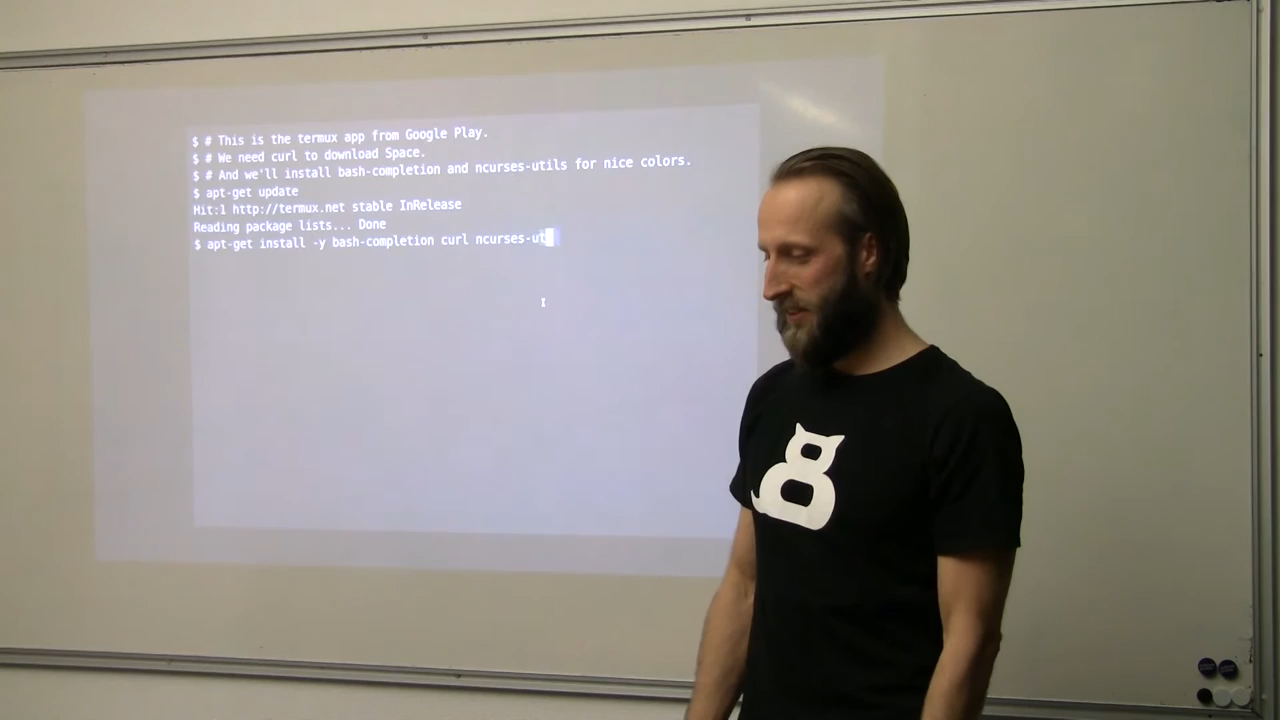 $ # This is the termux app from Google Play.
$ # We need curl to download Space.
$ # And we'll install bash-completion and ncurses-utils for nice colors.
$ apt-get update
Hit:1 http://termux.net stable InRelease
Reading package lists... Done
$ apt-get install -y bash-completion curl ncurses-ut